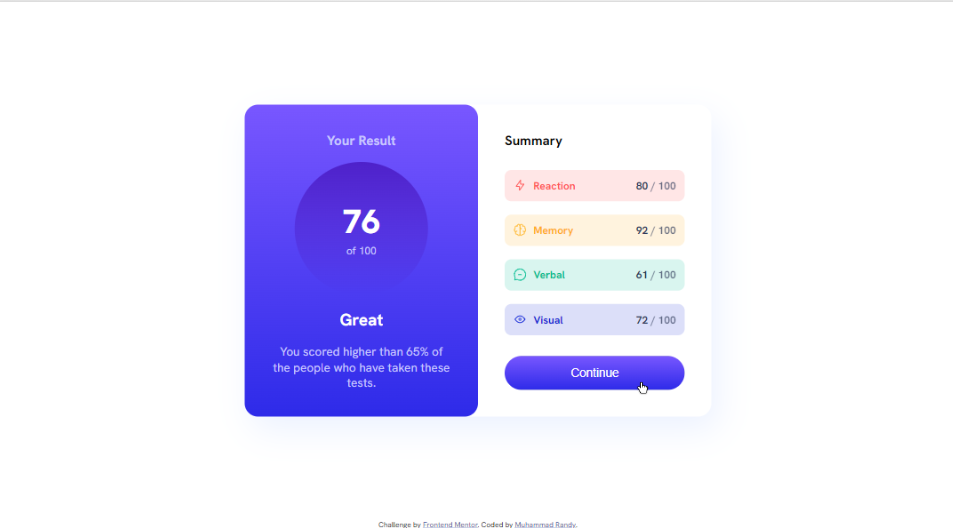 Your Result
76
of 100
Great
You scored higher than 65% of
the people who have taken these
tests.
Summary
Reaction 80 / 100
Memory 92 / 100
Verbal 61 / 100
Visual 72 / 100
Continue
Challenge by Frontend Mentor. Coded by Muhammad Randy.